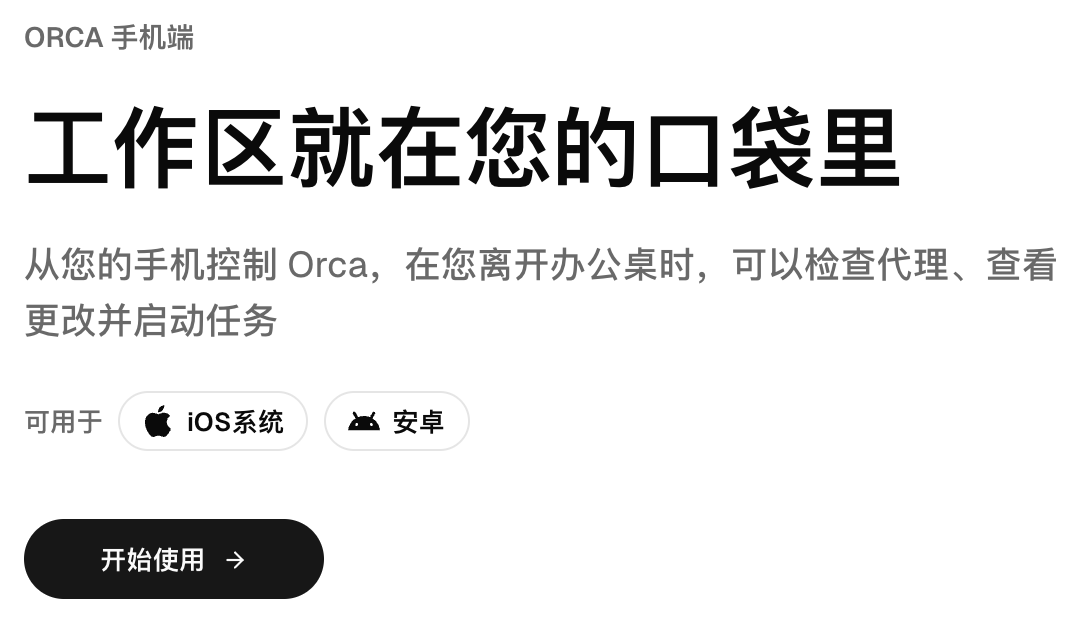 ORCA 手机端
工作区就在您的口袋里
从您的手机控制 Orca，在您离开办公桌时，可以检查代理、查看
更改并启动任务
可用于 iOS系统 安卓
开始使用 →